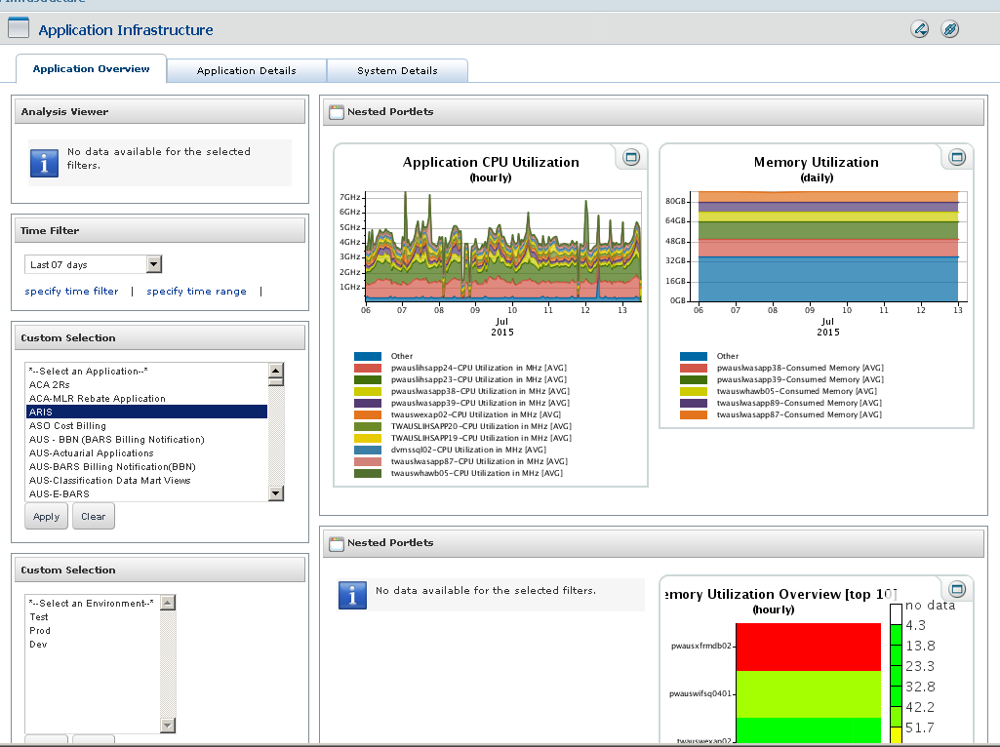 Application Infrastructure
Application Overview
Application Details
System Details
Analysis Viewer
No data available for the selected
filters.
Time Filter
Last 07 days
specify time filter | specify time range |
Custom Selection
*--Select an Application--*
ACA 2Rs
ACA-MLR Rebate Application
ARIS
ASO Cost Billing
AUS - BBN (BARS Billing Notification)
AUS-Actuarial Applications
AUS-BARS Billing Notification(BBN)
AUS-Classification Data Mart Views
AUS-E-BARS
Apply
Clear
Custom Selection
*--Select an Environment--*
Test
Prod
Dev
Nested Portlets
Application CPU Utilization
(hourly)
7GHz
6GHz
5GHz
4GHz
3GHz
2GHz
1GHz
06 07 08 09 10 11 12 13
Jul
2015
Other
pwauslihsapp24-CPU Utilization in MHz [AVG]
pwauslihsapp23-CPU Utilization in MHz [AVG]
pwauslwasapp38-CPU Utilization in MHz [AVG]
pwauslwasapp39-CPU Utilization in MHz [AVG]
twauswexap02-CPU Utilization in MHz [AVG]
TWAUSLIHSAPP20-CPU Utilization in MHz [AVG]
TWAUSLIHSAPP19-CPU Utilization in MHz [AVG]
dvmssql02-CPU Utilization in MHz [AVG]
twauslwasapp87-CPU Utilization in MHz [AVG]
twauswhawb05-CPU Utilization in MHz [AVG]
Memory Utilization
(daily)
80GB
64GB
48GB
32GB
16GB
0GB
06 07 08 09 10 11 12 13
Jul
2015
Other
pwauslwasapp38-Consumed Memory [AVG]
pwauslwasapp39-Consumed Memory [AVG]
twauswhawb05-Consumed Memory [AVG]
twauslwasapp89-Consumed Memory [AVG]
twauslwasapp87-Consumed Memory [AVG]
Nested Portlets
No data available for the selected filters.
emory Utilization Overview [top 10]
(hourly)
pwausxfrmdb02
pwauswifsq0401
twauswexap02
no data
4.3
13.8
23.3
32.8
42.2
51.7